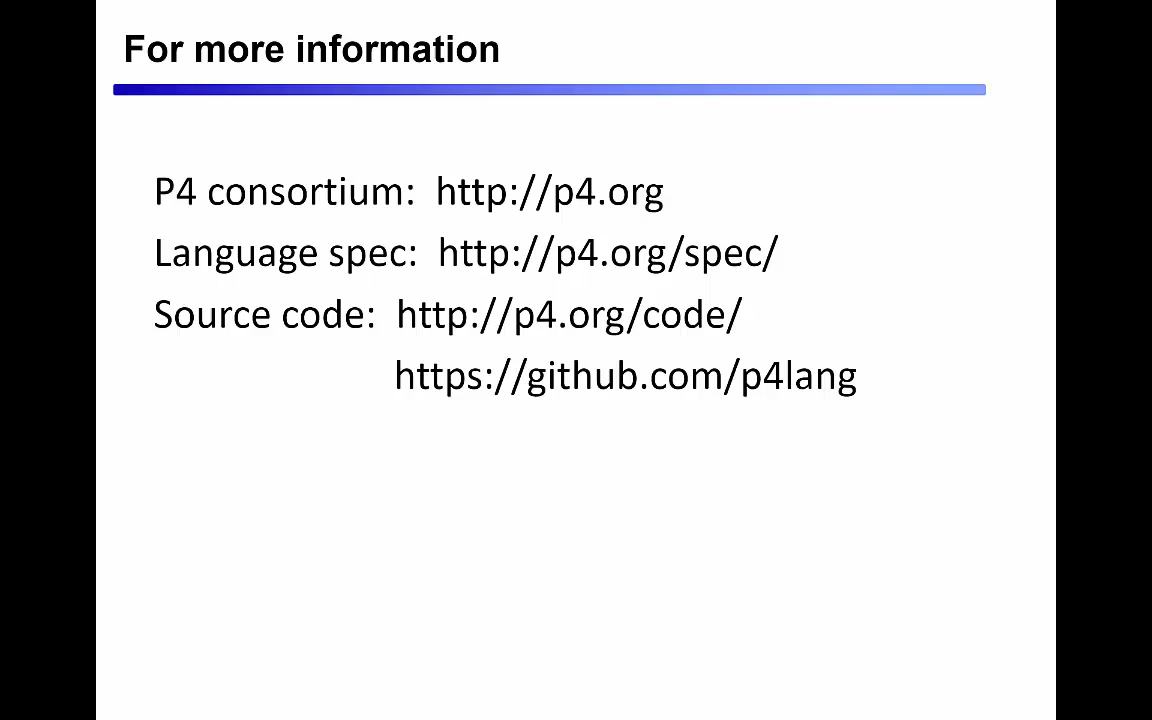 For more information
P4 consortium: http://p4.org
Language spec: http://p4.org/spec/
Source code: http://p4.org/code/
https://github.com/p4lang